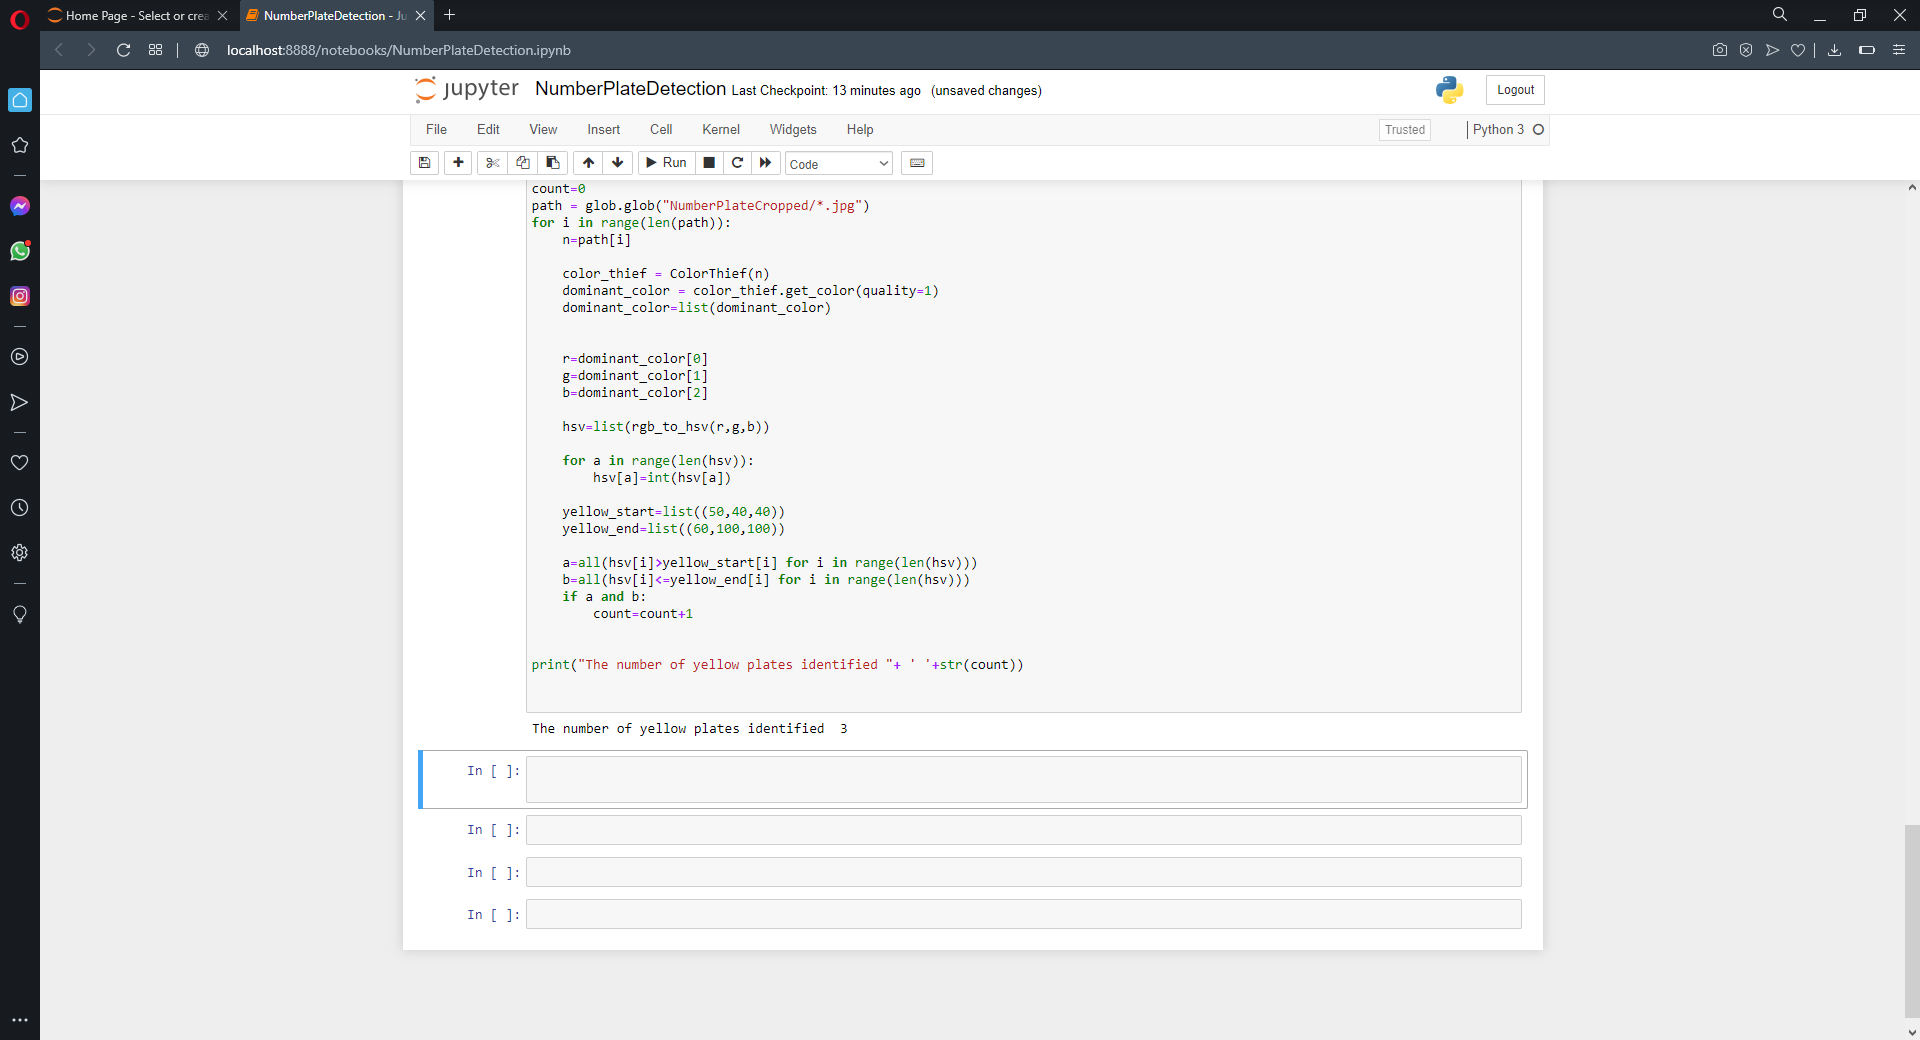 Home Page - Select or crea
NumberPlateDetection - Ju
localhost:8888/notebooks/NumberPlateDetection.ipynb
jupyter NumberPlateDetection Last Checkpoint: 13 minutes ago (unsaved changes)
Logout
File Edit View Insert Cell Kernel Widgets Help
Trusted
Python 3
Run
Code
count=0
path = glob.glob("NumberPlateCropped/*.jpg")
for i in range(len(path)):
    n=path[i]
    color_thief = ColorThief(n)
    dominant_color = color_thief.get_color(quality=1)
    dominant_color=list(dominant_color)
    r=dominant_color[0]
    g=dominant_color[1]
    b=dominant_color[2]
    hsv=list(rgb_to_hsv(r,g,b))
    for a in range(len(hsv)):
        hsv[a]=int(hsv[a])
    yellow_start=list((50,40,40))
    yellow_end=list((60,100,100))
    a=all(hsv[i]>yellow_start[i] for i in range(len(hsv)))
    b=all(hsv[i]<=yellow_end[i] for i in range(len(hsv)))
    if a and b:
        count=count+1
print("The number of yellow plates identified "+ ' '+str(count))
The number of yellow plates identified  3
In [ ]:
In [ ]:
In [ ]:
In [ ]: